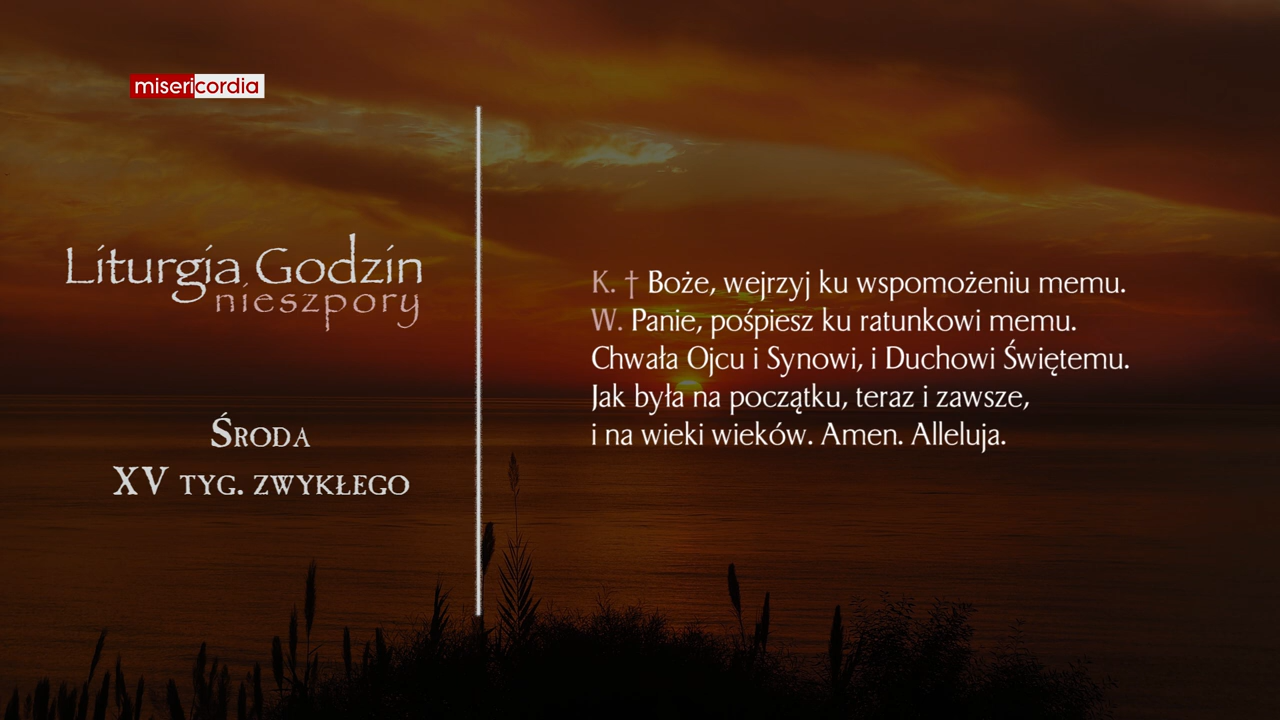 misericordia
Liturgia Godzin
nieszpory
Środa
XV tyg. zwykłego
K. † Boże, wejrzyj ku wspomożeniu memu.
W. Panie, pośpiesz ku ratunkowi memu.
Chwała Ojcu i Synowi, i Duchowi Świętemu.
Jak była na początku, teraz i zawsze,
i na wieki wieków. Amen. Alleluja.